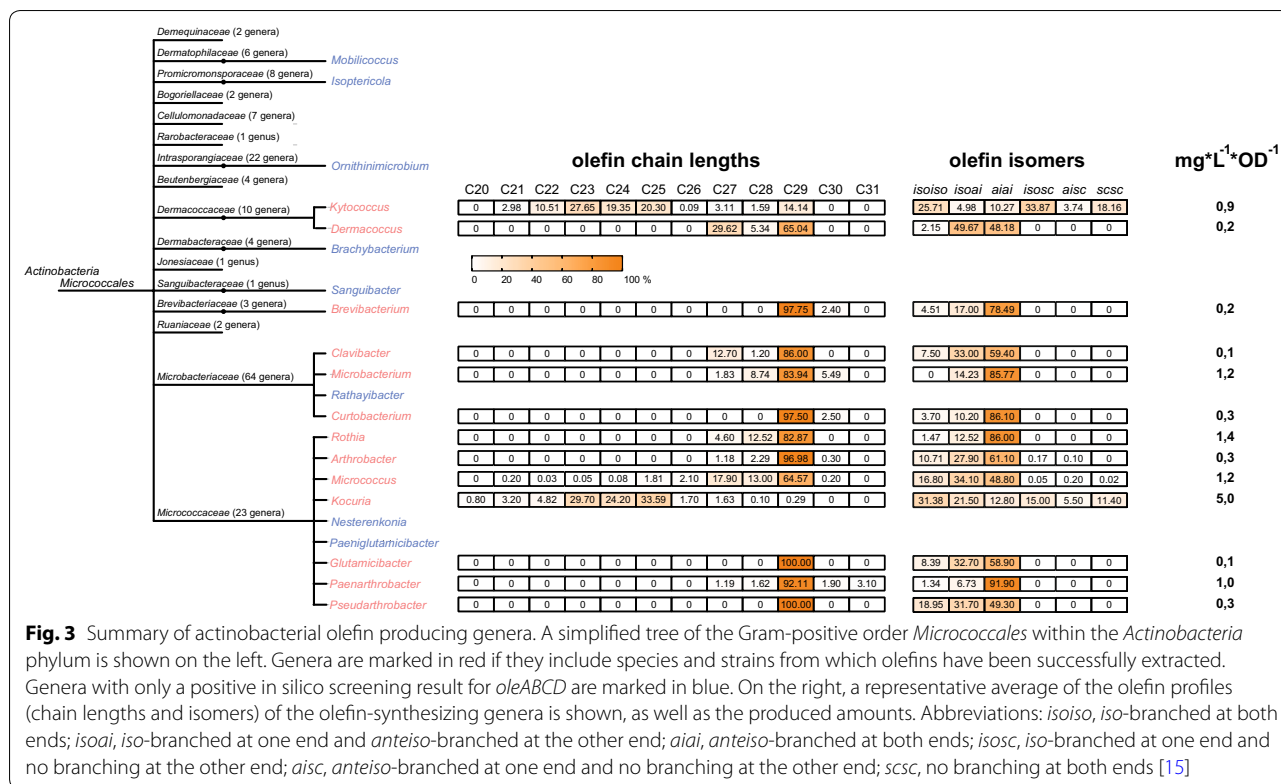 Demequinaceae (2 genera)
Dermatophilaceae (6 genera)
Mobilicoccus
Promicromonsporaceae (8 genera)
Isoptericola
Bogoriellaceae (2 genera)
Cellulomonadaceae (7 genera)
Rarobacteraceae (1 genus)
Intrasporangiaceae (22 genera)
Ornithinimicrobium
Beutenbergiaceae (4 genera)
olefin chain lengths olefin isomers mg*L-1*OD-1
C20 C21 C22 C23 C24 C25 C26 C27 C28 C29 C30 C31 isoiso isoai aiai isosc aisc scsc
Dermacoccaceae (10 genera)
Kytococcus 0 2.98 10.51 27.65 19.35 20.30 0.09 3.11 1.59 14.14 0 0 25.71 4.98 10.27 33.87 3.74 18.16 0,9
Dermacoccus 0 0 0 0 0 0 0 29.62 5.34 65.04 0 0 2.15 49.67 48.18 0 0 0 0,2
Dermabacteraceae (4 genera)
Brachybacterium
Jonesiaceae (1 genus)
0 20 40 60 80 100 %
Actinobacteria
Micrococcales
Sanguibacteraceae (1 genus)
Sanguibacter
Brevibacteriaceae (3 genera)
Brevibacterium 0 0 0 0 0 0 0 0 0 97.75 2.40 0 4.51 17.00 78.49 0 0 0 0,2
Ruaniaceae (2 genera)
Clavibacter 0 0 0 0 0 0 0 12.70 1.20 86.00 0 0 7.50 33.00 59.40 0 0 0 0,1
Microbacteriaceae (64 genera)
Microbacterium 0 0 0 0 0 0 0 1.83 8.74 83.94 5.49 0 0 14.23 85.77 0 0 0 1,2
Rathayibacter
Curtobacterium 0 0 0 0 0 0 0 0 0 97.50 2.50 0 3.70 10.20 86.10 0 0 0 0,3
Rothia 0 0 0 0 0 0 0 4.60 12.52 82.87 0 0 1.47 12.52 86.00 0 0 0 1,4
Arthrobacter 0 0 0 0 0 0 0 1.18 2.29 96.98 0.30 0 10.71 27.90 61.10 0.17 0.10 0 0,3
Micrococcus 0 0.20 0.03 0.05 0.08 1.81 2.10 17.90 13.00 64.57 0.20 0 16.80 34.10 48.80 0.05 0.20 0.02 1,2
Kocuria 0.80 3.20 4.82 29.70 24.20 33.59 1.70 1.63 0.10 0.29 0 0 31.38 21.50 12.80 15.00 5.50 11.40 5,0
Micrococcaceae (23 genera)
Nesterenkonia
Paeniglutamicibacter
Glutamicibacter 0 0 0 0 0 0 0 0 0 100.00 0 0 8.39 32.70 58.90 0 0 0 0,1
Paenarthrobacter 0 0 0 0 0 0 0 1.19 1.62 92.11 1.90 3.10 1.34 6.73 91.90 0 0 0 1,0
Pseudarthrobacter 0 0 0 0 0 0 0 0 0 100.00 0 0 18.95 31.70 49.30 0 0 0 0,3
Fig. 3 Summary of actinobacterial olefin producing genera. A simplified tree of the Gram-positive order Micrococcales within the Actinobacteria
phylum is shown on the left. Genera are marked in red if they include species and strains from which olefins have been successfully extracted.
Genera with only a positive in silico screening result for oleABCD are marked in blue. On the right, a representative average of the olefin profiles
(chain lengths and isomers) of the olefin-synthesizing genera is shown, as well as the produced amounts. Abbreviations: isoiso, iso-branched at both
ends; isoai, iso-branched at one end and anteiso-branched at the other end; aiai, anteiso-branched at both ends; isosc, iso-branched at one end and
no branching at the other end; aisc, anteiso-branched at one end and no branching at the other end; scsc, no branching at both ends [15]